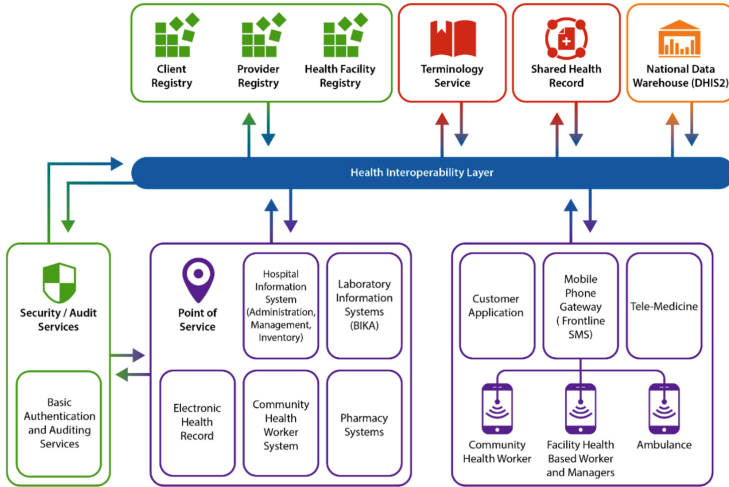 Client
Registry
Provider
Registry
Health Facility
Registry
Terminology
Service
Shared Health
Record
National Data
Warehouse (DHIS2)
Health Interoperability Layer
Security / Audit
Services
Basic
Authentication
and Auditing
Services
Point of
Service
Hospital
Information
System
(Administration,
Management,
Inventory)
Laboratory
Information
Systems
(BIKA)
Electronic
Health
Record
Community
Health
Worker
System
Pharmacy
Systems
Customer
Application
Mobile
Phone
Gateway
( Frontline
SMS)
Tele-Medicine
Community
Health Worker
Facility Health
Based Worker
and Managers
Ambulance